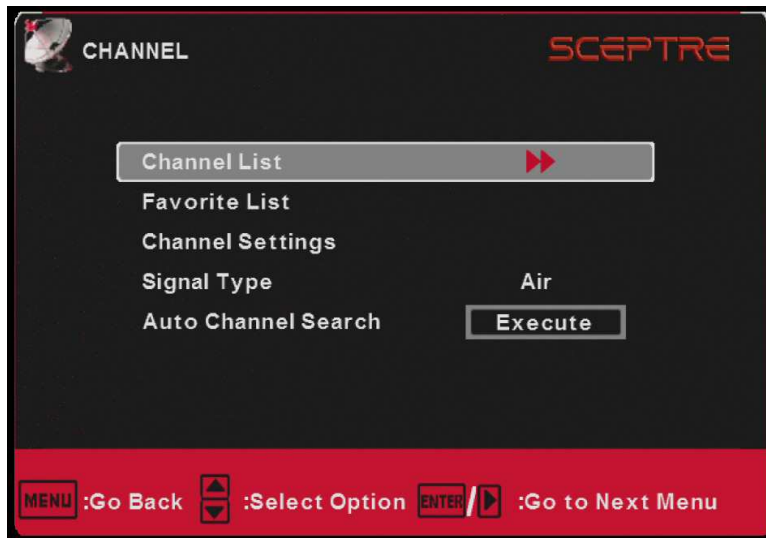 CHANNEL
SCEPTRE
Channel List
Favorite List
Channel Settings
Signal Type Air
Auto Channel Search Execute
MENU :Go Back :Select Option ENTER/ :Go to Next Menu